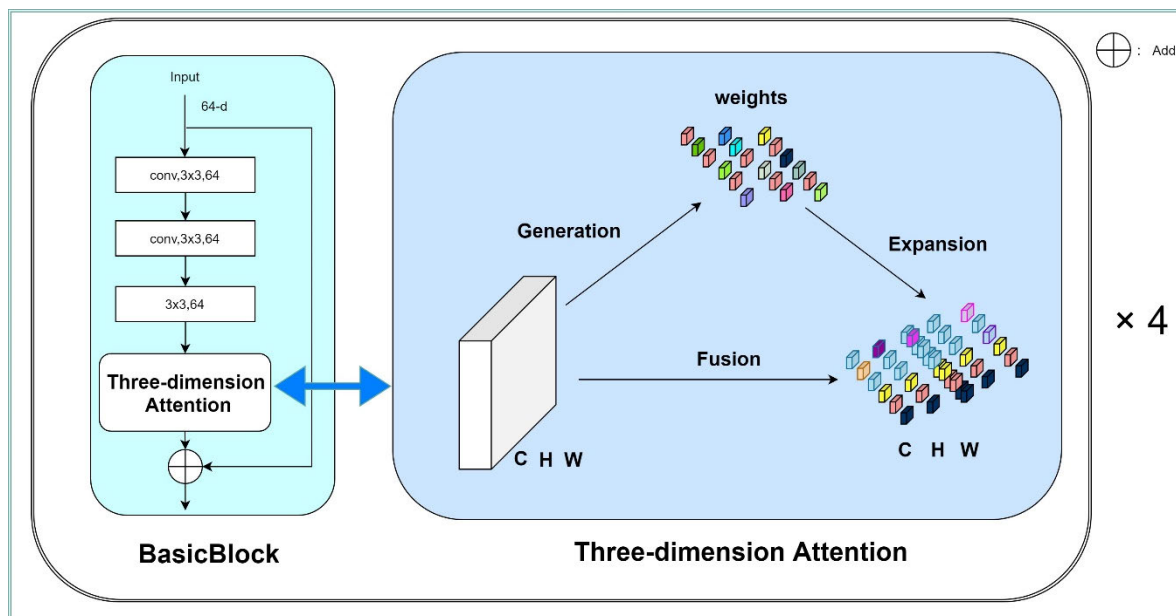 Input
64-d
conv,3x3,64
conv,3x3,64
3x3,64
Three-dimension
Attention
BasicBlock
weights
Generation
Expansion
Fusion
C H W
C H W
Three-dimension Attention
: Add
× 4